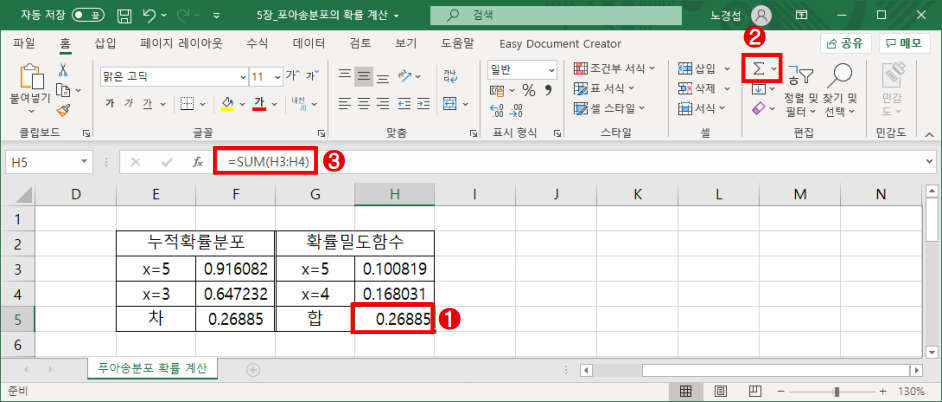 자동 저장 끔 5장_포아송분포의 확률 계산 검색 노경섭
파일 홈 삽입 페이지 레이아웃 수식 데이터 검토 보기 도움말 Easy Document Creator 공유 메모
❷
붙여넣기 맑은 고딕 11 가^ 가ˇ 가 가 가 가 내천 가나다 일반 % 조건부 서식 표 서식 셀 스타일 삽입 삭제 서식 Σ 정렬 및 필터 찾기 및 선택 민감도
클립보드 글꼴 맞춤 표시 형식 스타일 셀 편집 민감도
H5 fx =SUM(H3:H4) ❸
D E F G H I J K L M N
1
2 누적확률분포 확률밀도함수
3 x=5 0.916082 x=5 0.100819
4 x=3 0.647232 x=4 0.168031
5 차 0.26885 합 0.26885 ❶
6
푸아송분포 확률 계산
준비 130%